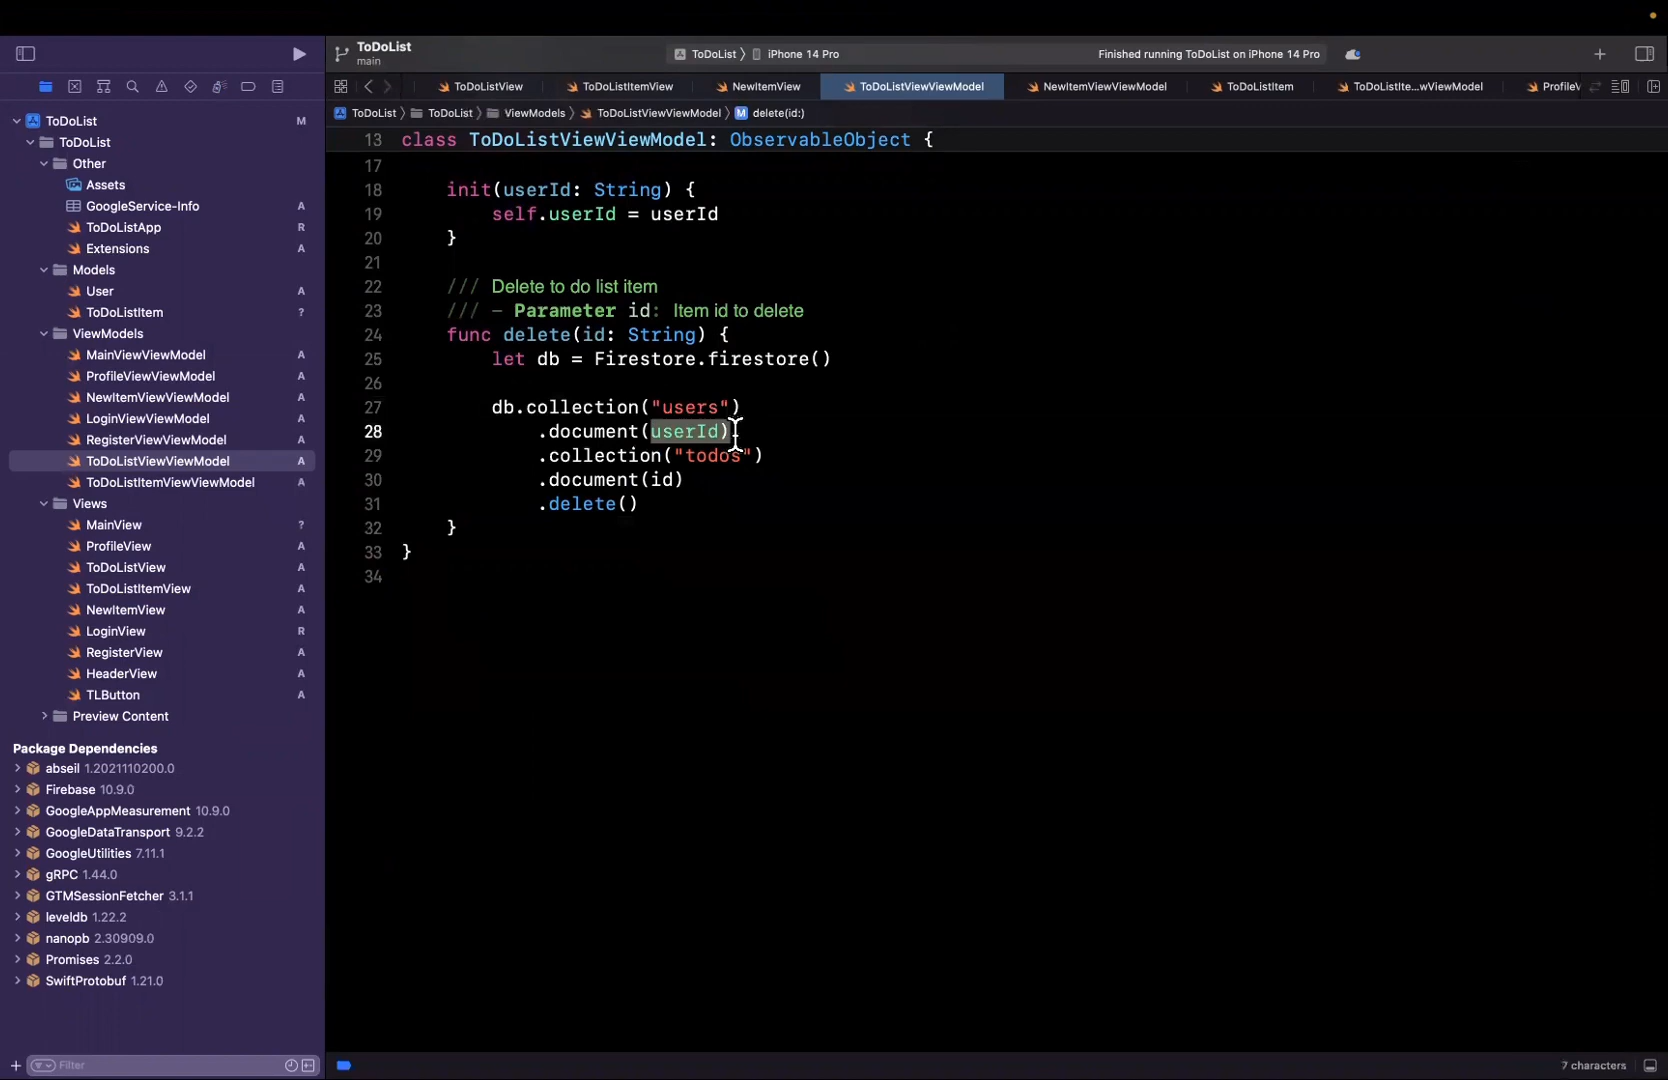 ToDoList
main
ToDoList
iPhone 14 Pro
Finished running ToDoList on iPhone 14 Pro
ToDoListView
ToDoListItemView
NewItemView
ToDoListViewViewModel
NewItemViewViewModel
ToDoListItem
ToDoListIte...wViewModel
ProfileV
ToDoList
ToDoList
ViewModels
ToDoListViewViewModel
M delete(id:)
ToDoList M
ToDoList
Other
Assets
GoogleService-Info A
ToDoListApp R
Extensions A
Models
User A
ToDoListItem ?
ViewModels
MainViewViewModel A
ProfileViewViewModel A
NewItemViewViewModel A
LoginViewViewModel A
RegisterViewViewModel A
ToDoListViewViewModel A
ToDoListItemViewViewModel A
Views
MainView ?
ProfileView A
ToDoListView A
ToDoListItemView A
NewItemView A
LoginView R
RegisterView A
HeaderView A
TLButton A
Preview Content
Package Dependencies
abseil 1.2021110200.0
Firebase 10.9.0
GoogleAppMeasurement 10.9.0
GoogleDataTransport 9.2.2
GoogleUtilities 7.11.1
gRPC 1.44.0
GTMSessionFetcher 3.1.1
leveldb 1.22.2
nanopb 2.30909.0
Promises 2.2.0
SwiftProtobuf 1.21.0
Filter
13 class ToDoListViewViewModel: ObservableObject {
17
18 init(userId: String) {
19 self.userId = userId
20 }
21
22 /// Delete to do list item
23 /// – Parameter id: Item id to delete
24 func delete(id: String) {
25 let db = Firestore.firestore()
26
27 db.collection("users")
28 .document(userId)
29 .collection("todos")
30 .document(id)
31 .delete()
32 }
33 }
34
7 characters